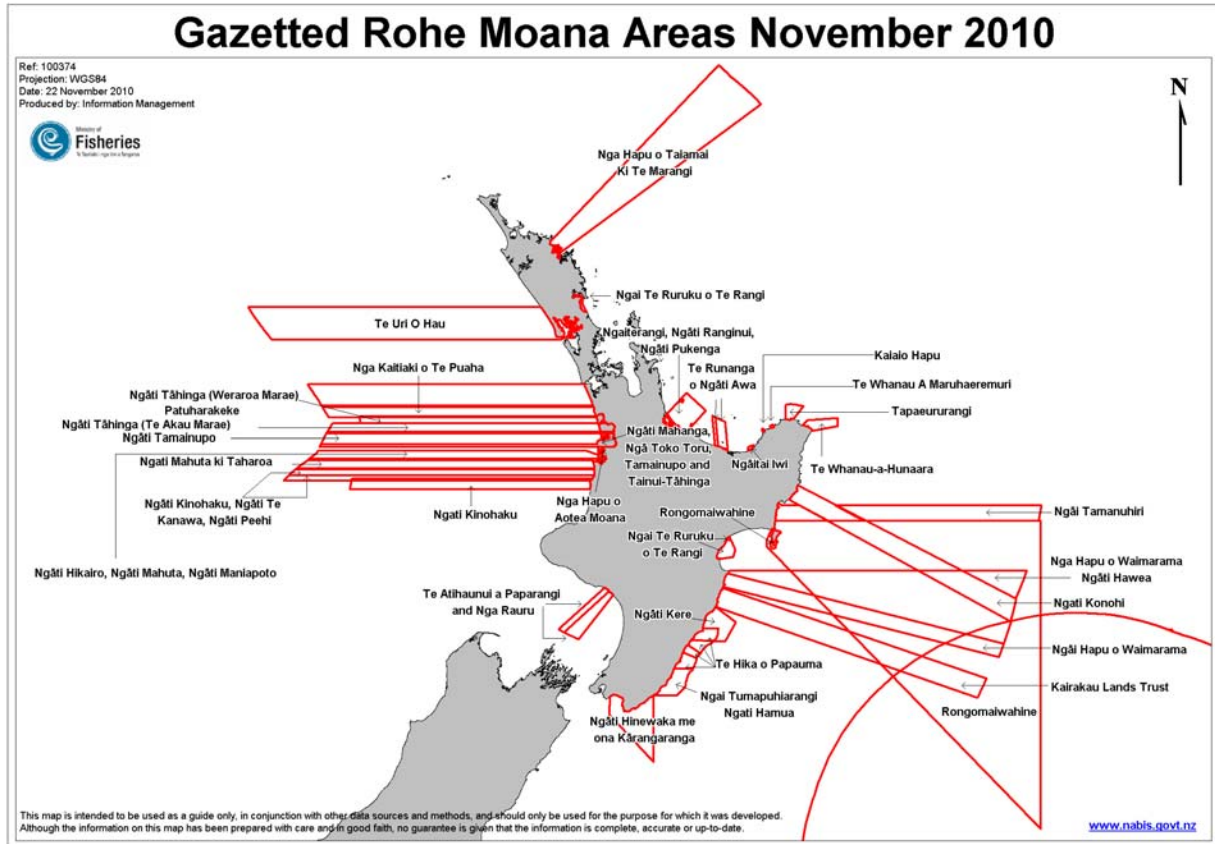 Gazetted Rohe Moana Areas November 2010
Ref: 100374
Projection: WGS84
Date: 22 November 2010
Produced by: Information Management
Ministry of
Fisheries
N
Nga Hapu o Taiamai
Ki Te Marangi
Ngai Te Ruruku o Te Rangi
Te Uri O Hau
Ngaiterangi, Ngāti Ranginui,
Ngāti Pukenga
Nga Kaitiaki o Te Puaha
Te Runanga
o Ngāti Awa
Kaiaio Hapu
Te Whanau A Maruhaeremuri
Tapaeururangi
Ngāti Tāhinga (Weraroa Marae)
Patuharakeke
Ngāti Tāhinga (Te Akau Marae)
Ngāti Tamainupo
Ngāti Mahanga,
Ngā Toko Toru,
Tamainupo and
Tainui-Tāhinga
Ngāitai Iwi
Te Whanau-a-Hunaara
Ngati Mahuta ki Taharoa
Ngāti Kinohaku, Ngāti Te
Kanawa, Ngāti Peehi
Ngati Kinohaku
Nga Hapu o
Aotea Moana
Rongomaiwahine
Ngāi Tamanuhiri
Ngai Te Ruruku
o Te Rangi
Ngāti Hikairo, Ngāti Mahuta, Ngāti Maniapoto
Nga Hapu o Waimarama
Ngāti Hawea
Ngati Konohi
Te Atihaunui a Paparangi
and Nga Rauru
Ngāti Kere
Ngāi Hapu o Waimarama
Te Hika o Papauma
Kairakau Lands Trust
Ngai Tumapuhiarangi
Ngati Hamua
Rongomaiwahine
Ngāti Hinewaka me
ona Kārangaranga
This map is intended to be used as a guide only, in conjunction with other data sources and methods, and should only be used for the purpose for which it was developed.
Although the information on this map has been prepared with care and in good faith, no guarantee is given that the information is complete, accurate or up-to-date.
www.nabis.govt.nz